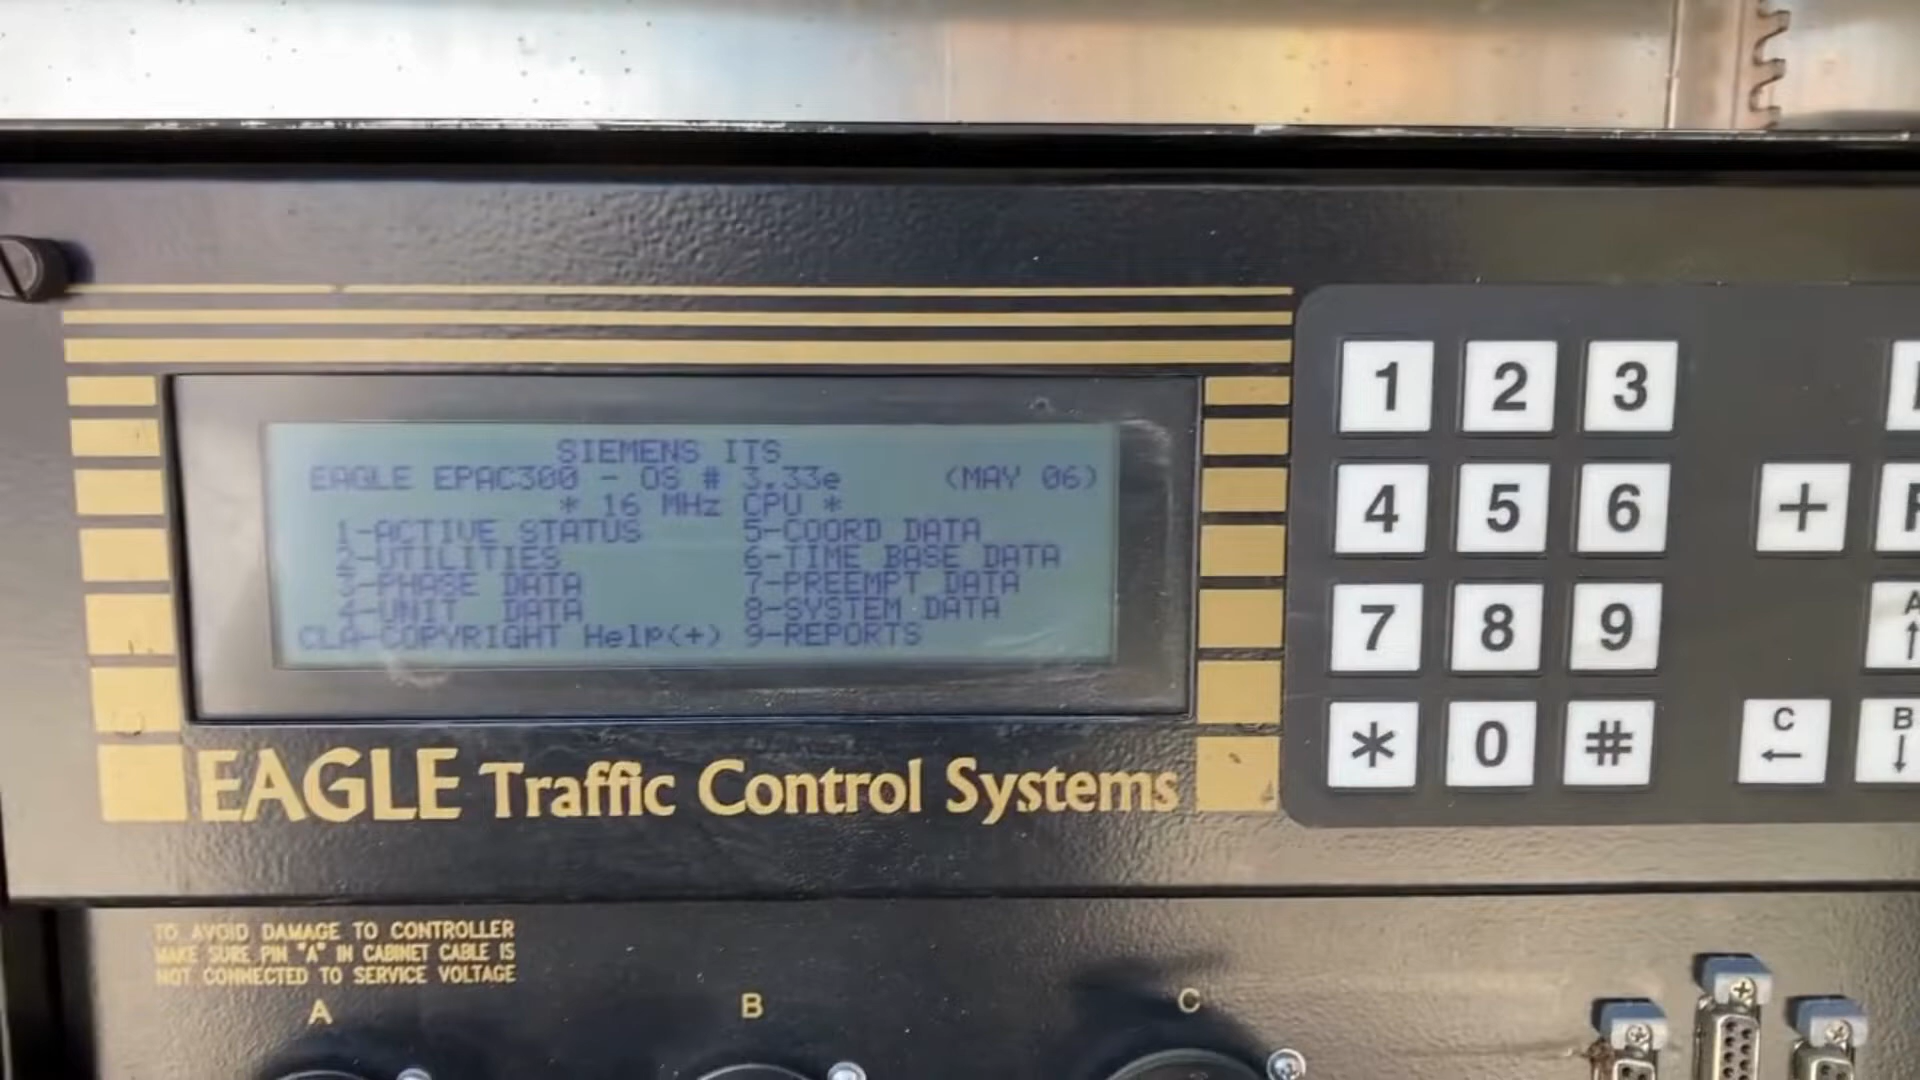 SIEMENS ITS
EAGLE EPAC300 - OS # 3.33e (MAY 06)
* 16 MHz CPU *
1-ACTIVE STATUS 5-COORD DATA
2-UTILITIES 6-TIME BASE DATA
3-PHASE DATA 7-PREEMPT DATA
4-UNIT DATA 8-SYSTEM DATA
CLA-COPYRIGHT Help(+) 9-REPORTS
EAGLE Traffic Control Systems
1 2 3
4 5 6 +
7 8 9 A ↑
* 0 # C ← B ↓
TO AVOID DAMAGE TO CONTROLLER
MAKE SURE PIN "A" IN CABINET CABLE IS
NOT CONNECTED TO SERVICE VOLTAGE
A B C